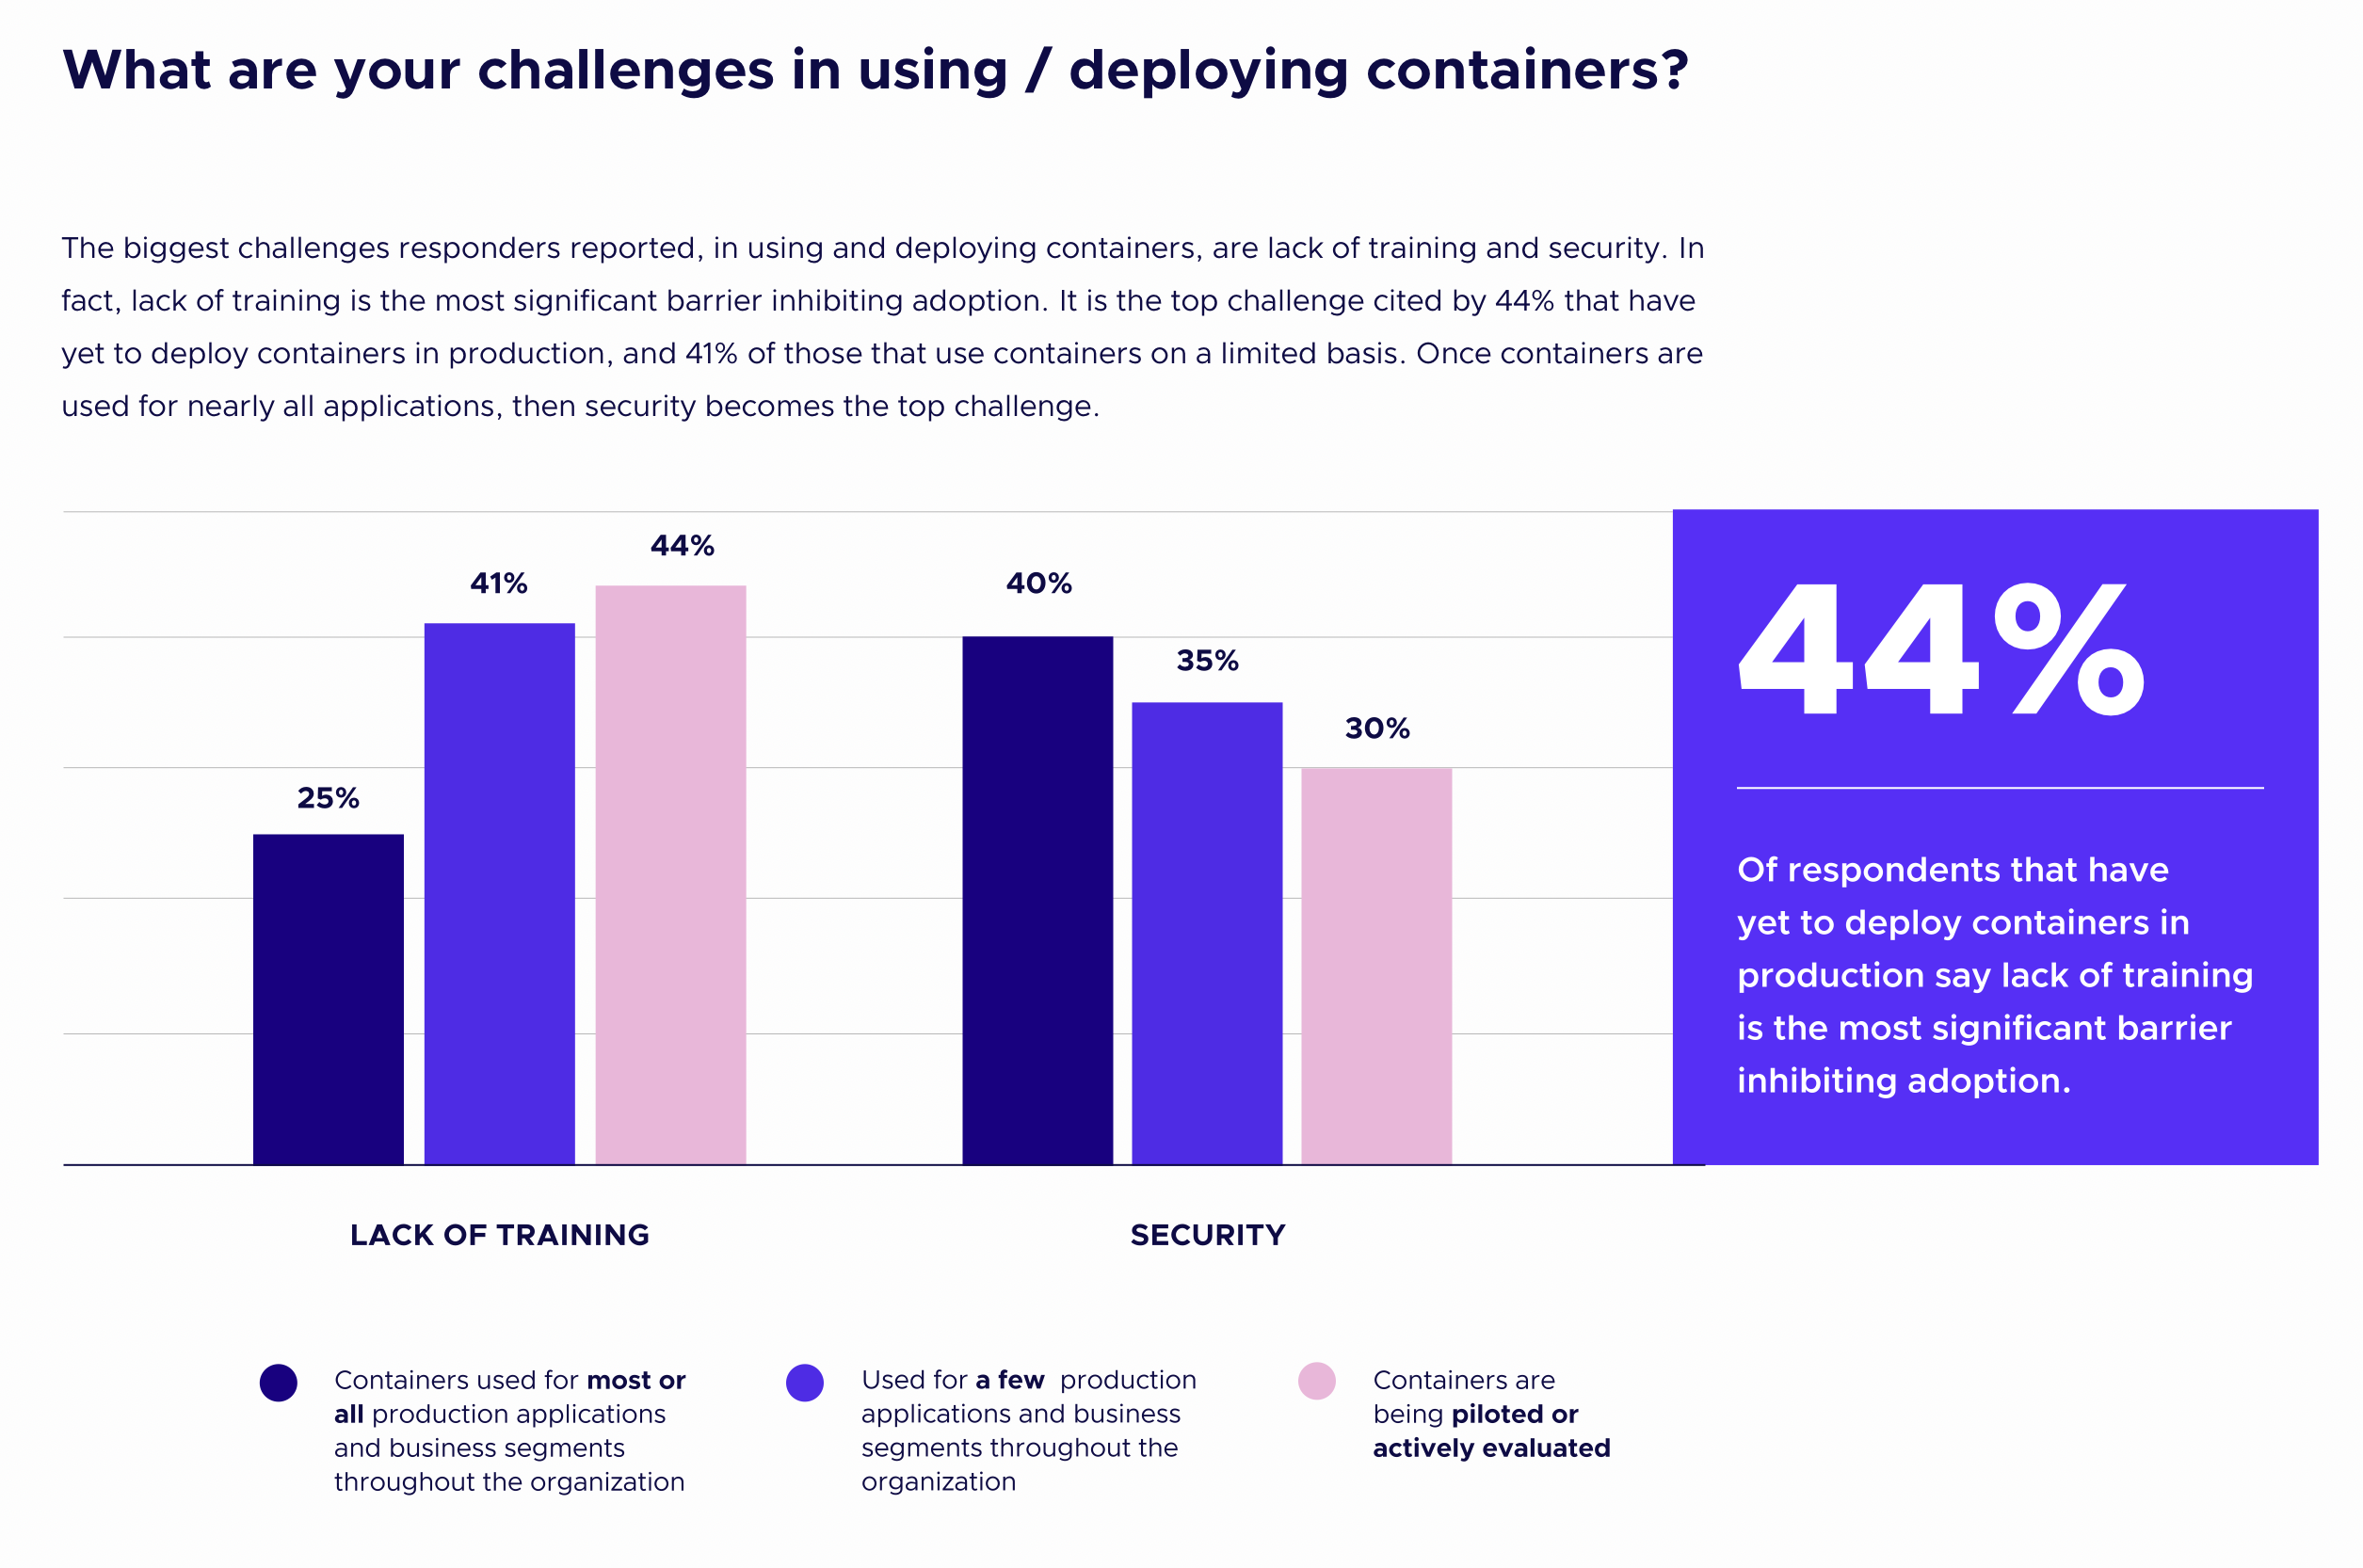 What are your challenges in using / deploying containers?
The biggest challenges responders reported, in using and deploying containers, are lack of training and security. In
fact, lack of training is the most significant barrier inhibiting adoption. It is the top challenge cited by 44% that have
yet to deploy containers in production, and 41% of those that use containers on a limited basis. Once containers are
used for nearly all applications, then security becomes the top challenge.
25%
41%
44%
40%
35%
30%
LACK OF TRAINING
SECURITY
44%
Of respondents that have
yet to deploy containers in
production say lack of training
is the most significant barrier
inhibiting adoption.
Containers used for most or
all production applications
and business segments
throughout the organization
Used for a few production
applications and business
segments throughout the
organization
Containers are
being piloted or
actively evaluated